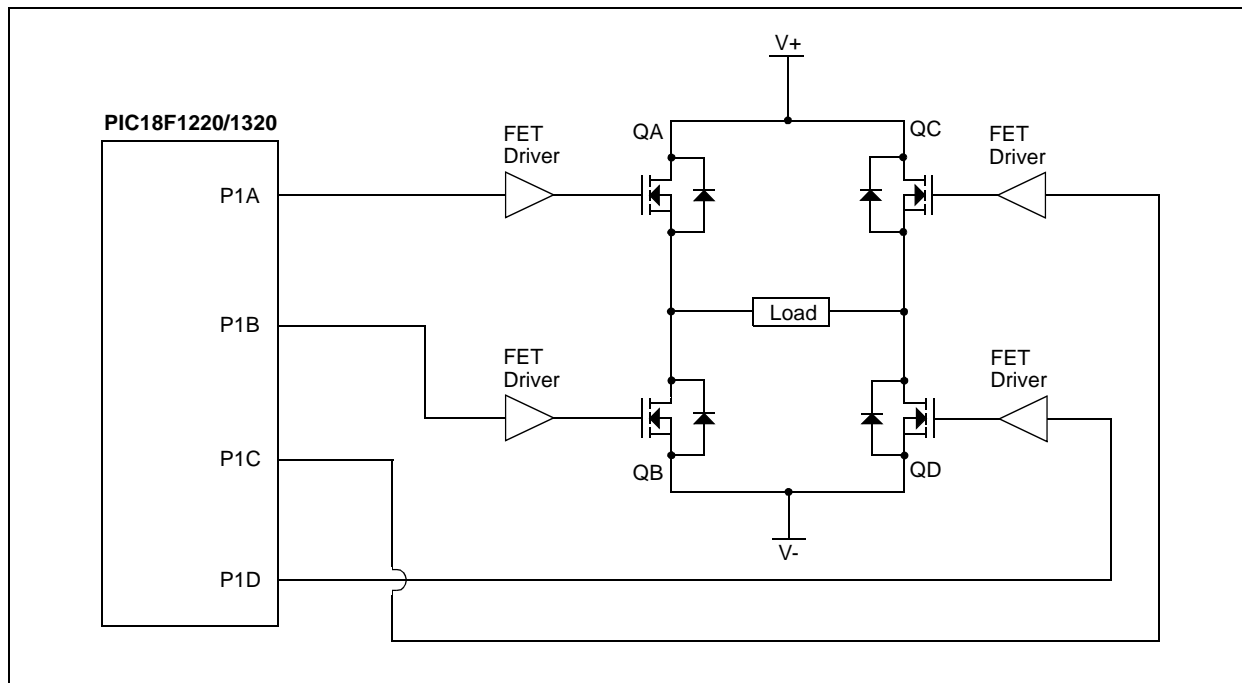 V+
PIC18F1220/1320
FET
Driver
QA
QC
FET
Driver
P1A
Load
P1B
FET
Driver
FET
Driver
P1C
QB
QD
V-
P1D